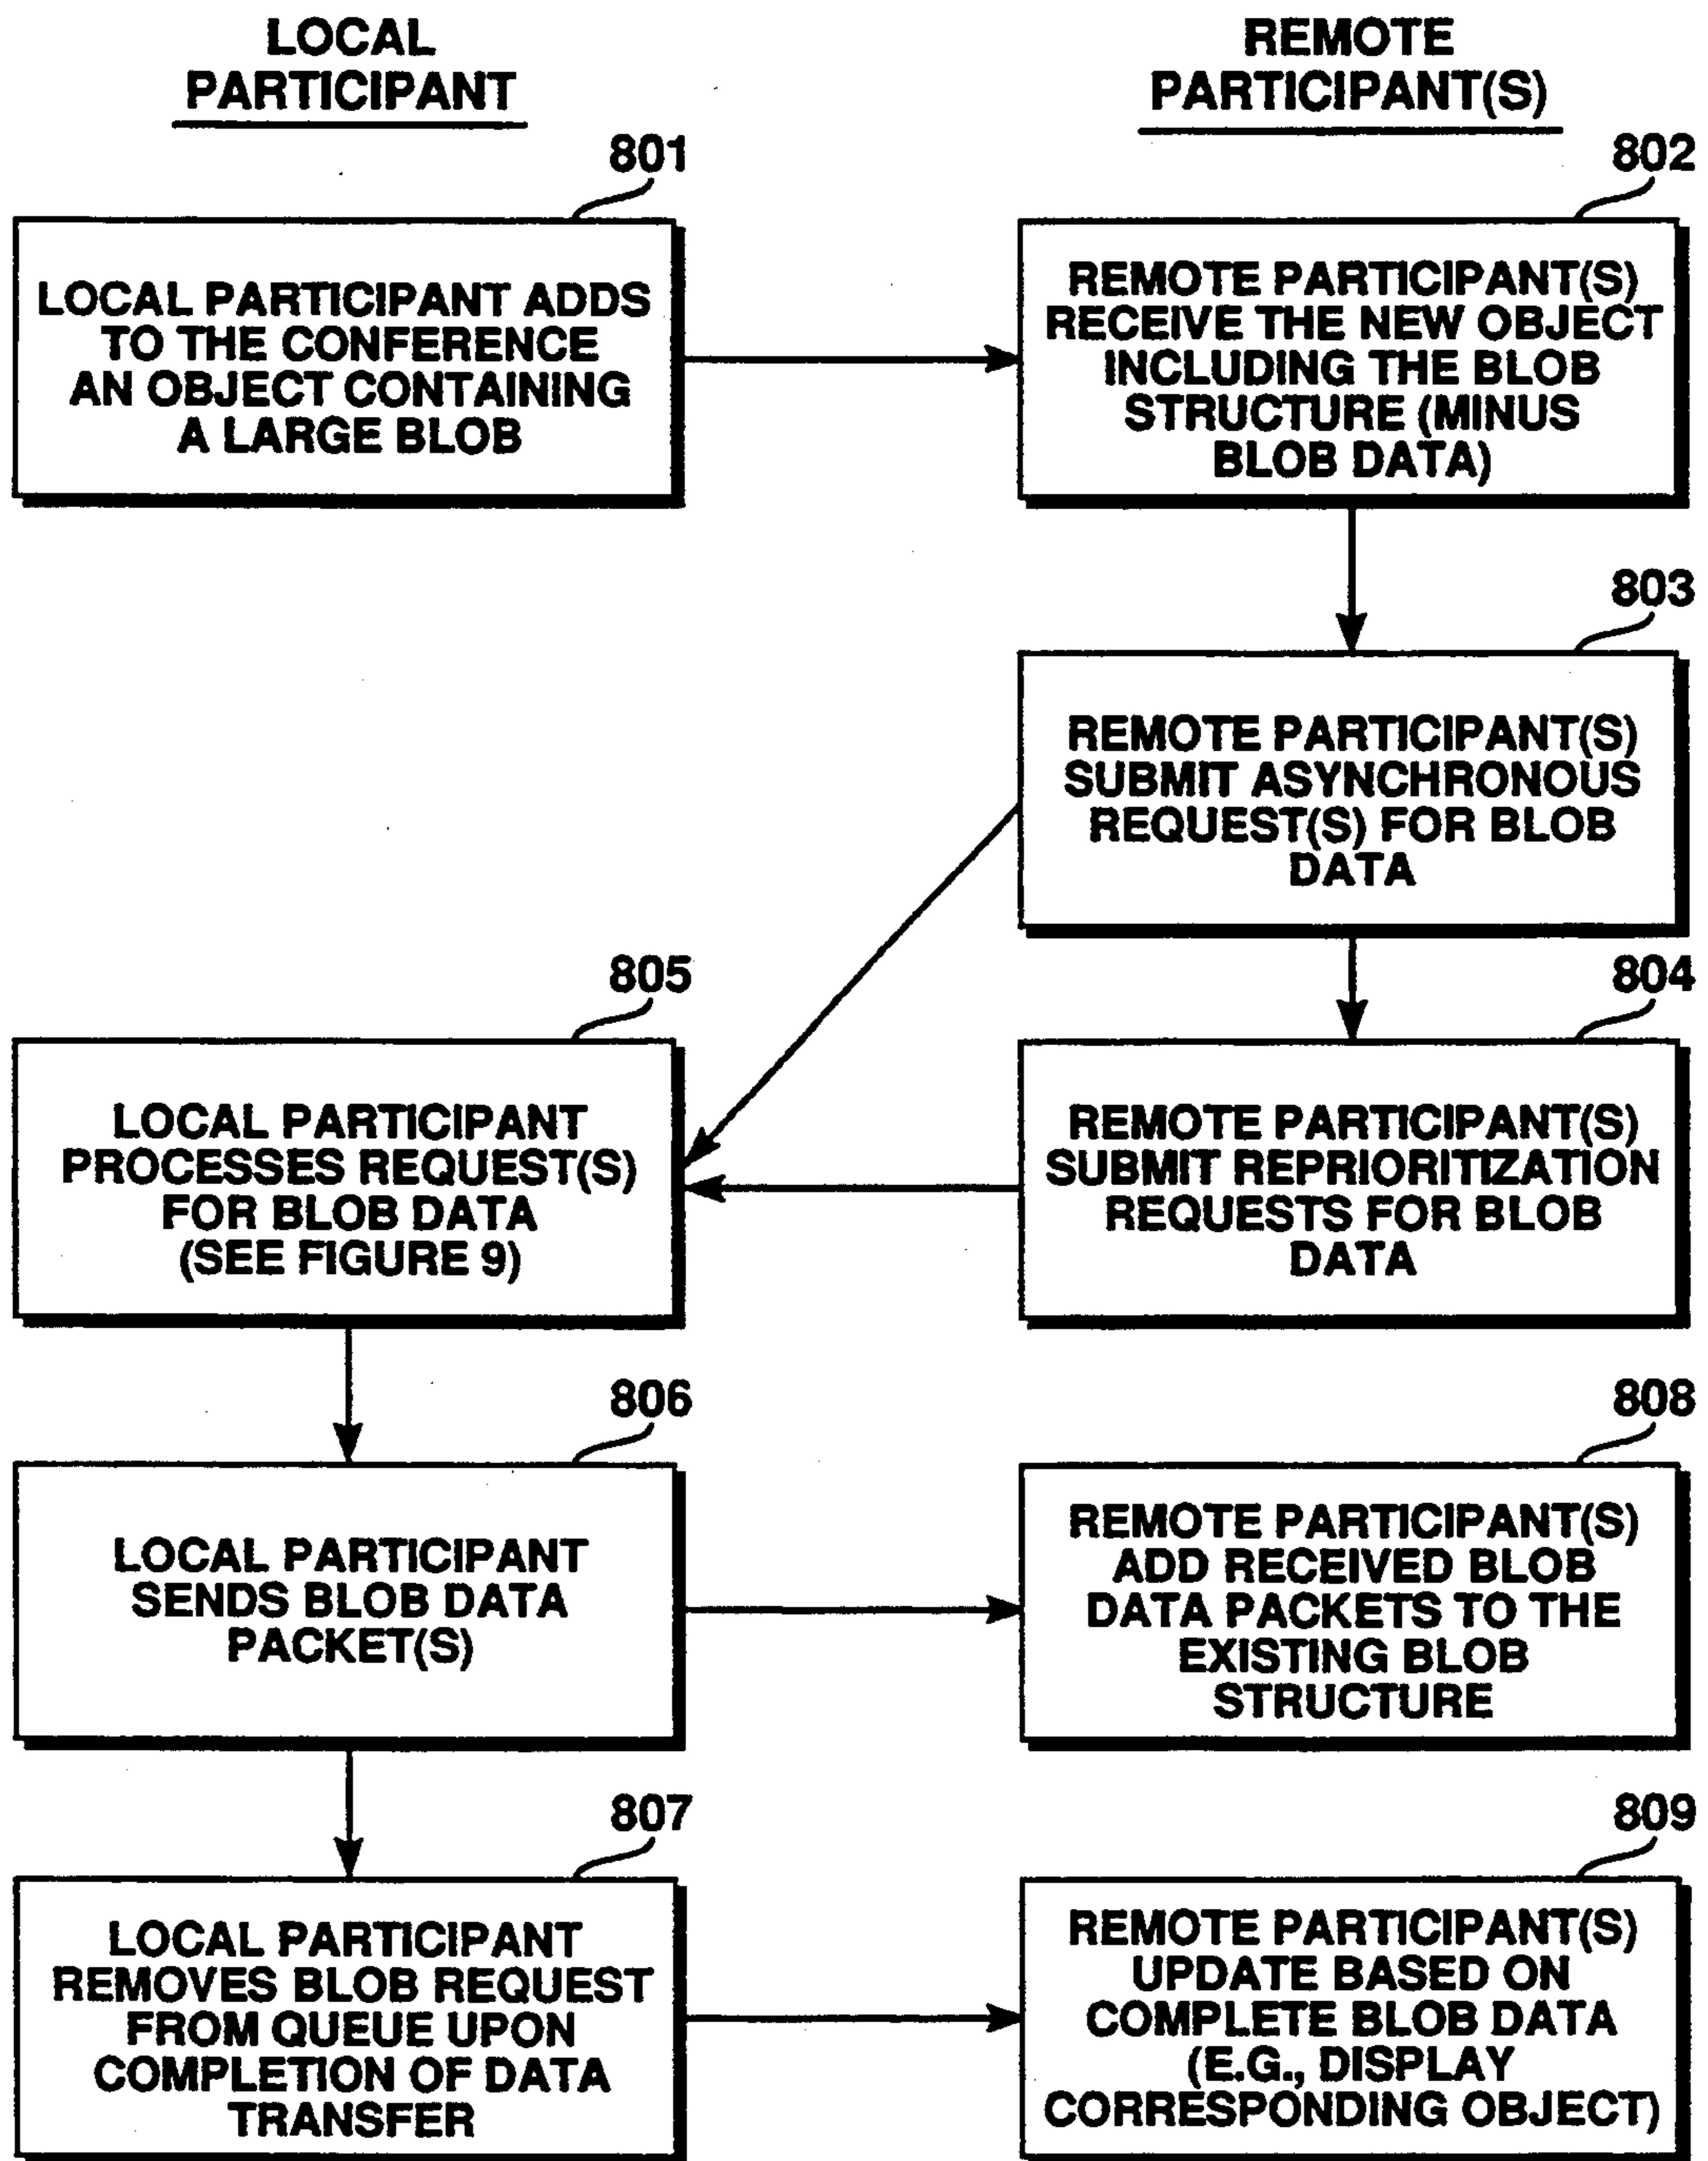 LOCAL
PARTICIPANT
REMOTE
PARTICIPANT(S)
801
LOCAL PARTICIPANT ADDS
TO THE CONFERENCE
AN OBJECT CONTAINING
A LARGE BLOB
802
REMOTE PARTICIPANT(S)
RECEIVE THE NEW OBJECT
INCLUDING THE BLOB
STRUCTURE (MINUS
BLOB DATA)
803
REMOTE PARTICIPANT(S)
SUBMIT ASYNCHRONOUS
REQUEST(S) FOR BLOB
DATA
804
REMOTE PARTICIPANT(S)
SUBMIT REPRIORITIZATION
REQUESTS FOR BLOB
DATA
805
LOCAL PARTICIPANT
PROCESSES REQUEST(S)
FOR BLOB DATA
(SEE FIGURE 9)
806
LOCAL PARTICIPANT
SENDS BLOB DATA
PACKET(S)
808
REMOTE PARTICIPANT(S)
ADD RECEIVED BLOB
DATA PACKETS TO THE
EXISTING BLOB
STRUCTURE
807
LOCAL PARTICIPANT
REMOVES BLOB REQUEST
FROM QUEUE UPON
COMPLETION OF DATA
TRANSFER
809
REMOTE PARTICIPANT(S)
UPDATE BASED ON
COMPLETE BLOB DATA
(E.G., DISPLAY
CORRESPONDING OBJECT)